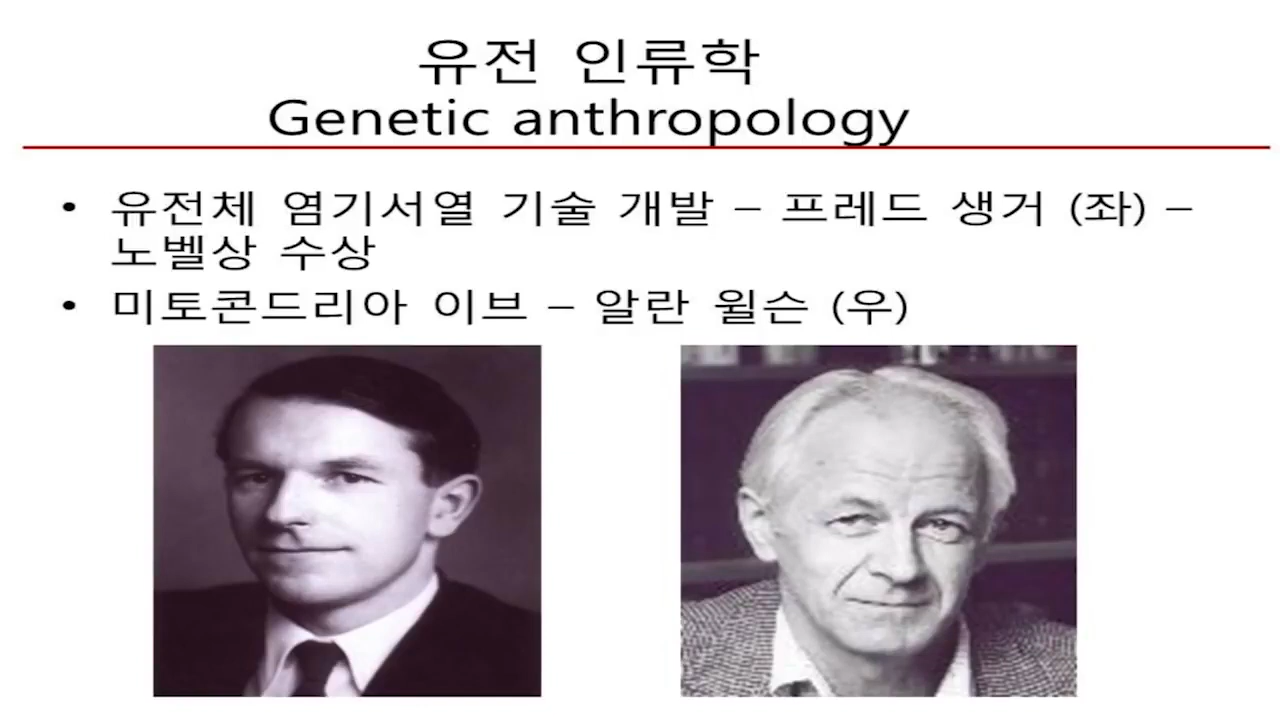 유전 인류학
Genetic anthropology
• 유전체 염기서열 기술 개발 – 프레드 생거 (좌) –
노벨상 수상
• 미토콘드리아 이브 – 알란 윌슨 (우)